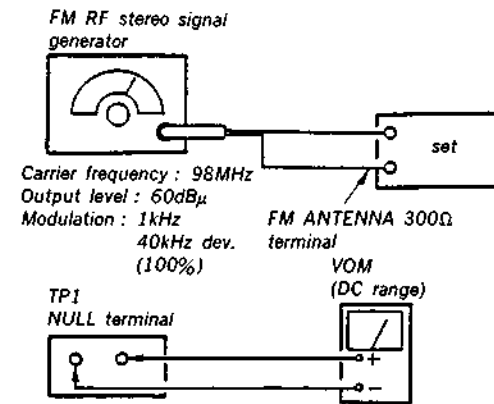 FM RF stereo signal
generator
set
Carrier frequency : 98MHz
Output level : 60dBμ
Modulation : 1kHz
40kHz dev.
(100%)
FM ANTENNA 300Ω
terminal
VOM
(DC range)
TP1
NULL terminal
+
−